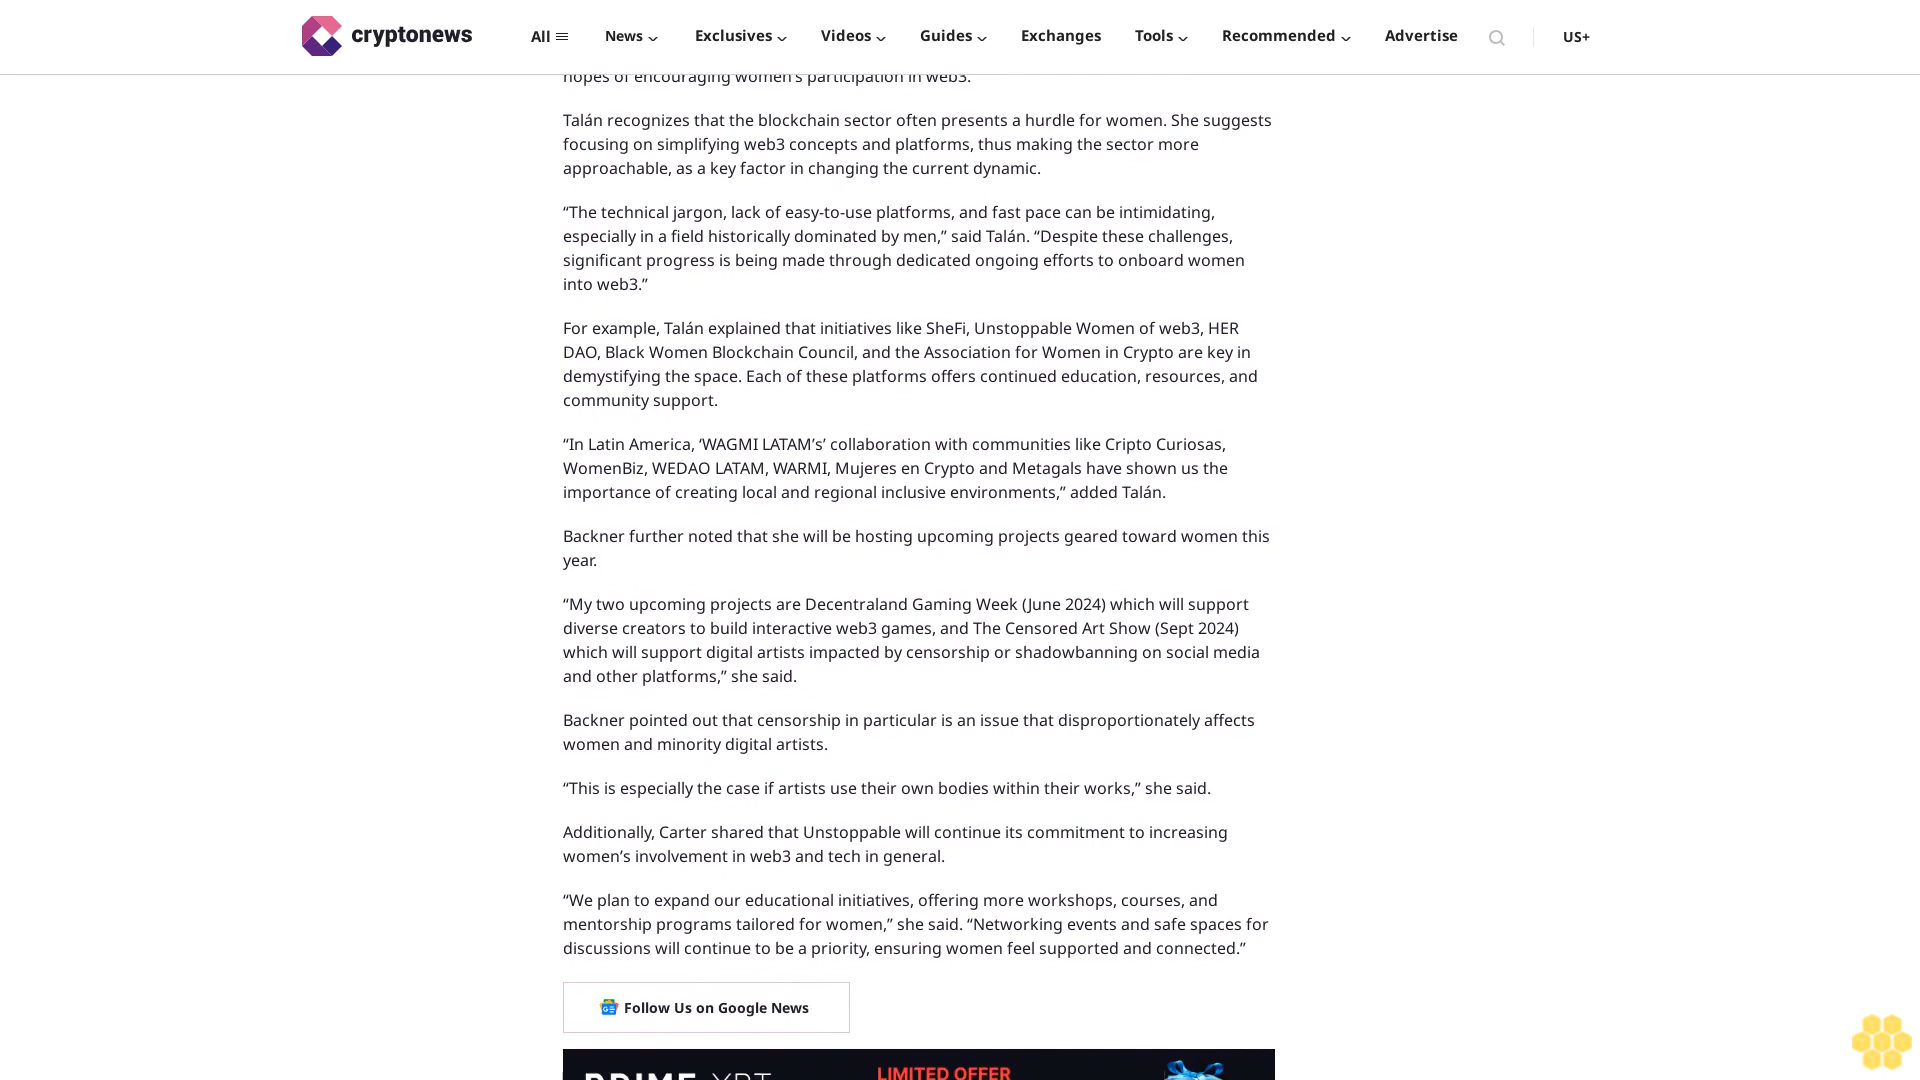 cryptonews
All
News
Exclusives
Videos
Guides
Exchanges
Tools
Recommended
Advertise
US+
hopes of encouraging women's participation in web3.
Talán recognizes that the blockchain sector often presents a hurdle for women. She suggests
focusing on simplifying web3 concepts and platforms, thus making the sector more
approachable, as a key factor in changing the current dynamic.
“The technical jargon, lack of easy-to-use platforms, and fast pace can be intimidating,
especially in a field historically dominated by men,” said Talán. “Despite these challenges,
significant progress is being made through dedicated ongoing efforts to onboard women
into web3.”
For example, Talán explained that initiatives like SheFi, Unstoppable Women of web3, HER
DAO, Black Women Blockchain Council, and the Association for Women in Crypto are key in
demystifying the space. Each of these platforms offers continued education, resources, and
community support.
“In Latin America, ‘WAGMI LATAM’s’ collaboration with communities like Cripto Curiosas,
WomenBiz, WEDAO LATAM, WARMI, Mujeres en Crypto and Metagals have shown us the
importance of creating local and regional inclusive environments,” added Talán.
Backner further noted that she will be hosting upcoming projects geared toward women this
year.
“My two upcoming projects are Decentraland Gaming Week (June 2024) which will support
diverse creators to build interactive web3 games, and The Censored Art Show (Sept 2024)
which will support digital artists impacted by censorship or shadowbanning on social media
and other platforms,” she said.
Backner pointed out that censorship in particular is an issue that disproportionately affects
women and minority digital artists.
“This is especially the case if artists use their own bodies within their works,” she said.
Additionally, Carter shared that Unstoppable will continue its commitment to increasing
women’s involvement in web3 and tech in general.
“We plan to expand our educational initiatives, offering more workshops, courses, and
mentorship programs tailored for women,” she said. “Networking events and safe spaces for
discussions will continue to be a priority, ensuring women feel supported and connected.”
Follow Us on Google News
PRIME XBT
LIMITED OFFER